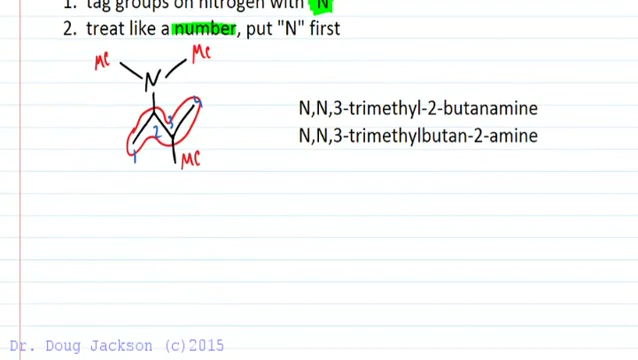 1. tag groups on nitrogen with "N"
2. treat like a number, put "N" first
Me
Me
N
4
3
2
1
Me
N,N,3-trimethyl-2-butanamine
N,N,3-trimethylbutan-2-amine
Dr. Doug Jackson (c)2015